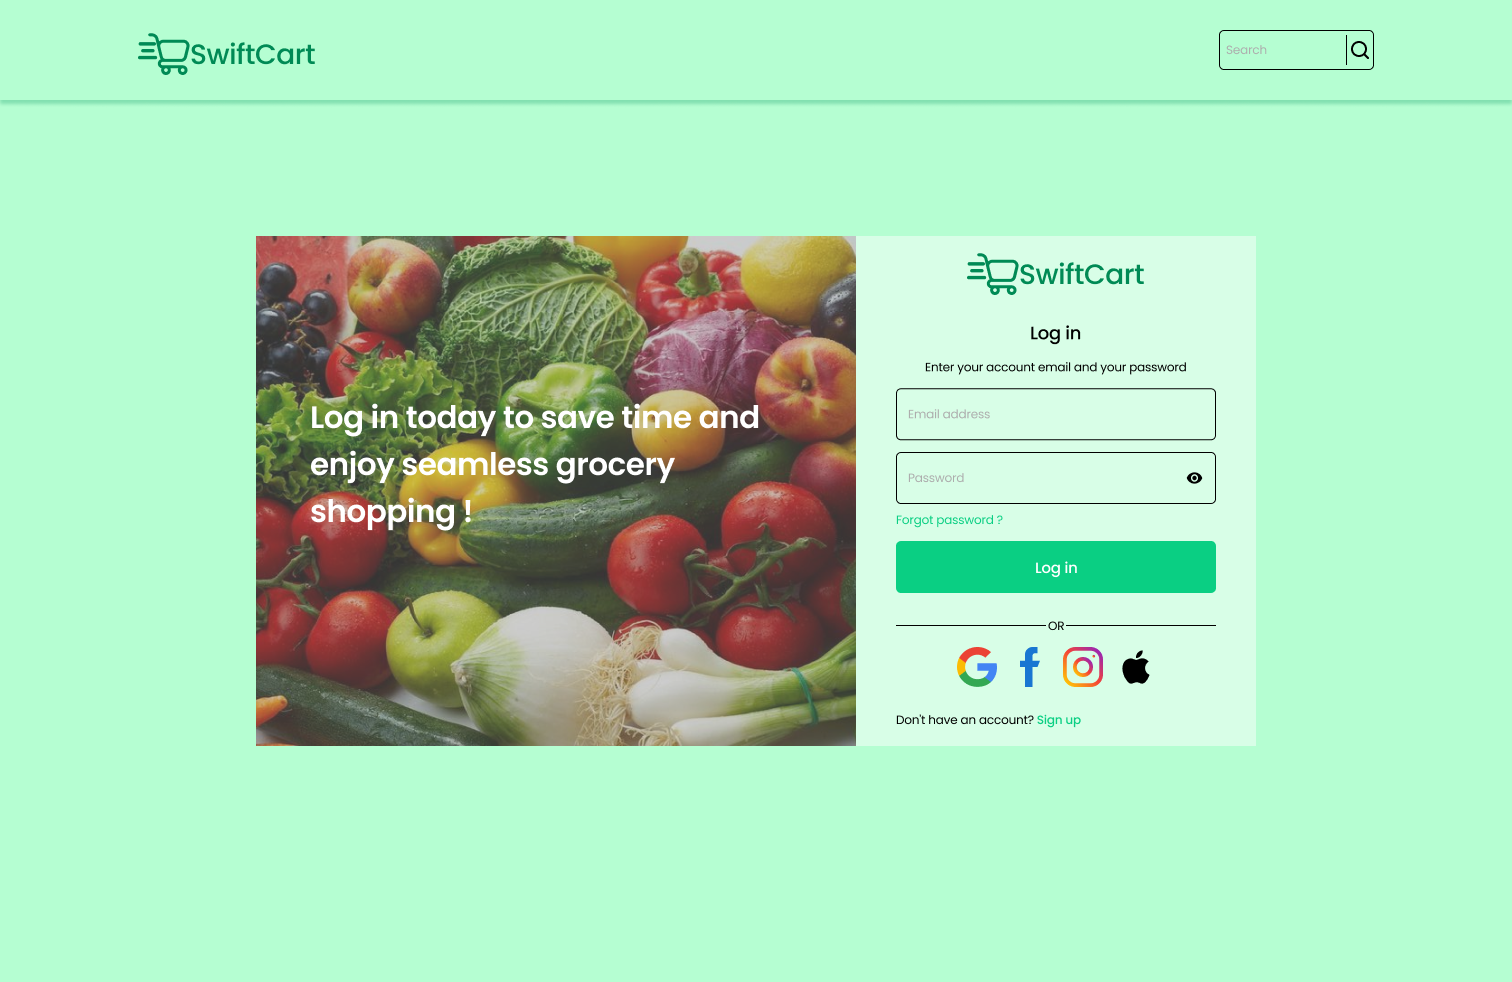 SwiftCart
Search
Log in today to save time and
enjoy seamless grocery
shopping !
SwiftCart
Log in
Enter your account email and your password
Email address
Password
Forgot password ?
Log in
OR
Don't have an account? Sign up